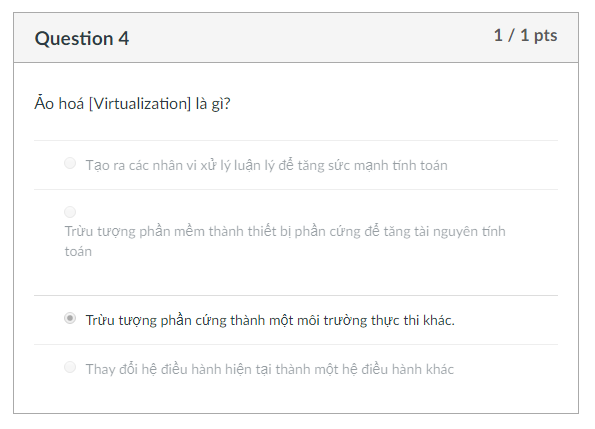 Question 4
1 / 1 pts
Ảo hoá [Virtualization] là gì?
Tạo ra các nhân vi xử lý luận lý để tăng sức mạnh tính toán
Trừu tượng phần mềm thành thiết bị phần cứng để tăng tài nguyên tính
toán
Trừu tượng phần cứng thành một môi trường thực thi khác.
Thay đổi hệ điều hành hiện tại thành một hệ điều hành khác